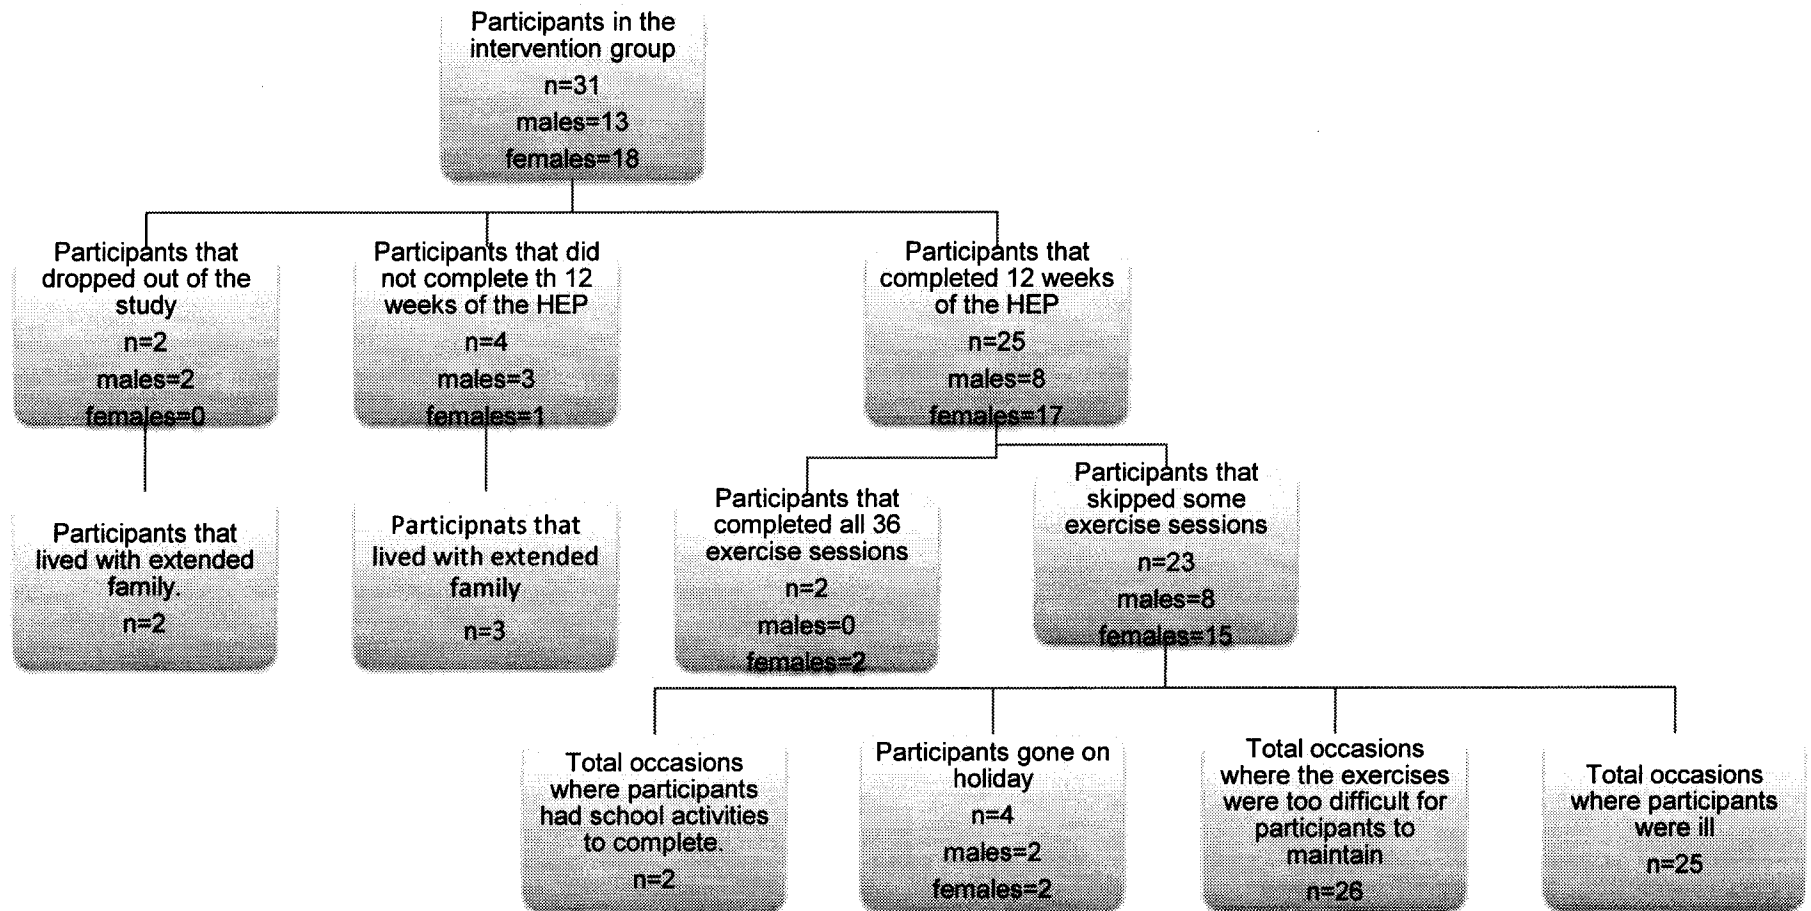 Participants in the
intervention group
n=31
males=13
females=18
Participants that
dropped out of the
study
n=2
males=2
females=0
Participants that did
not complete th 12
weeks of the HEP
n=4
males=3
females=1
Participants that
completed 12 weeks
of the HEP
n=25
males=8
females=17
Participants that
lived with extended
family.
n=2
Participnats that
lived with extended
family
n=3
Participants that
completed all 36
exercise sessions
n=2
males=0
females=2
Participants that
skipped some
exercise sessions
n=23
males=8
females=15
Total occasions
where participants
had school activities
to complete.
n=2
Participants gone on
holiday
n=4
males=2
females=2
Total occasions
where the exercises
were too difficult for
participants to
maintain
n=26
Total occasions
where participants
were ill
n=25